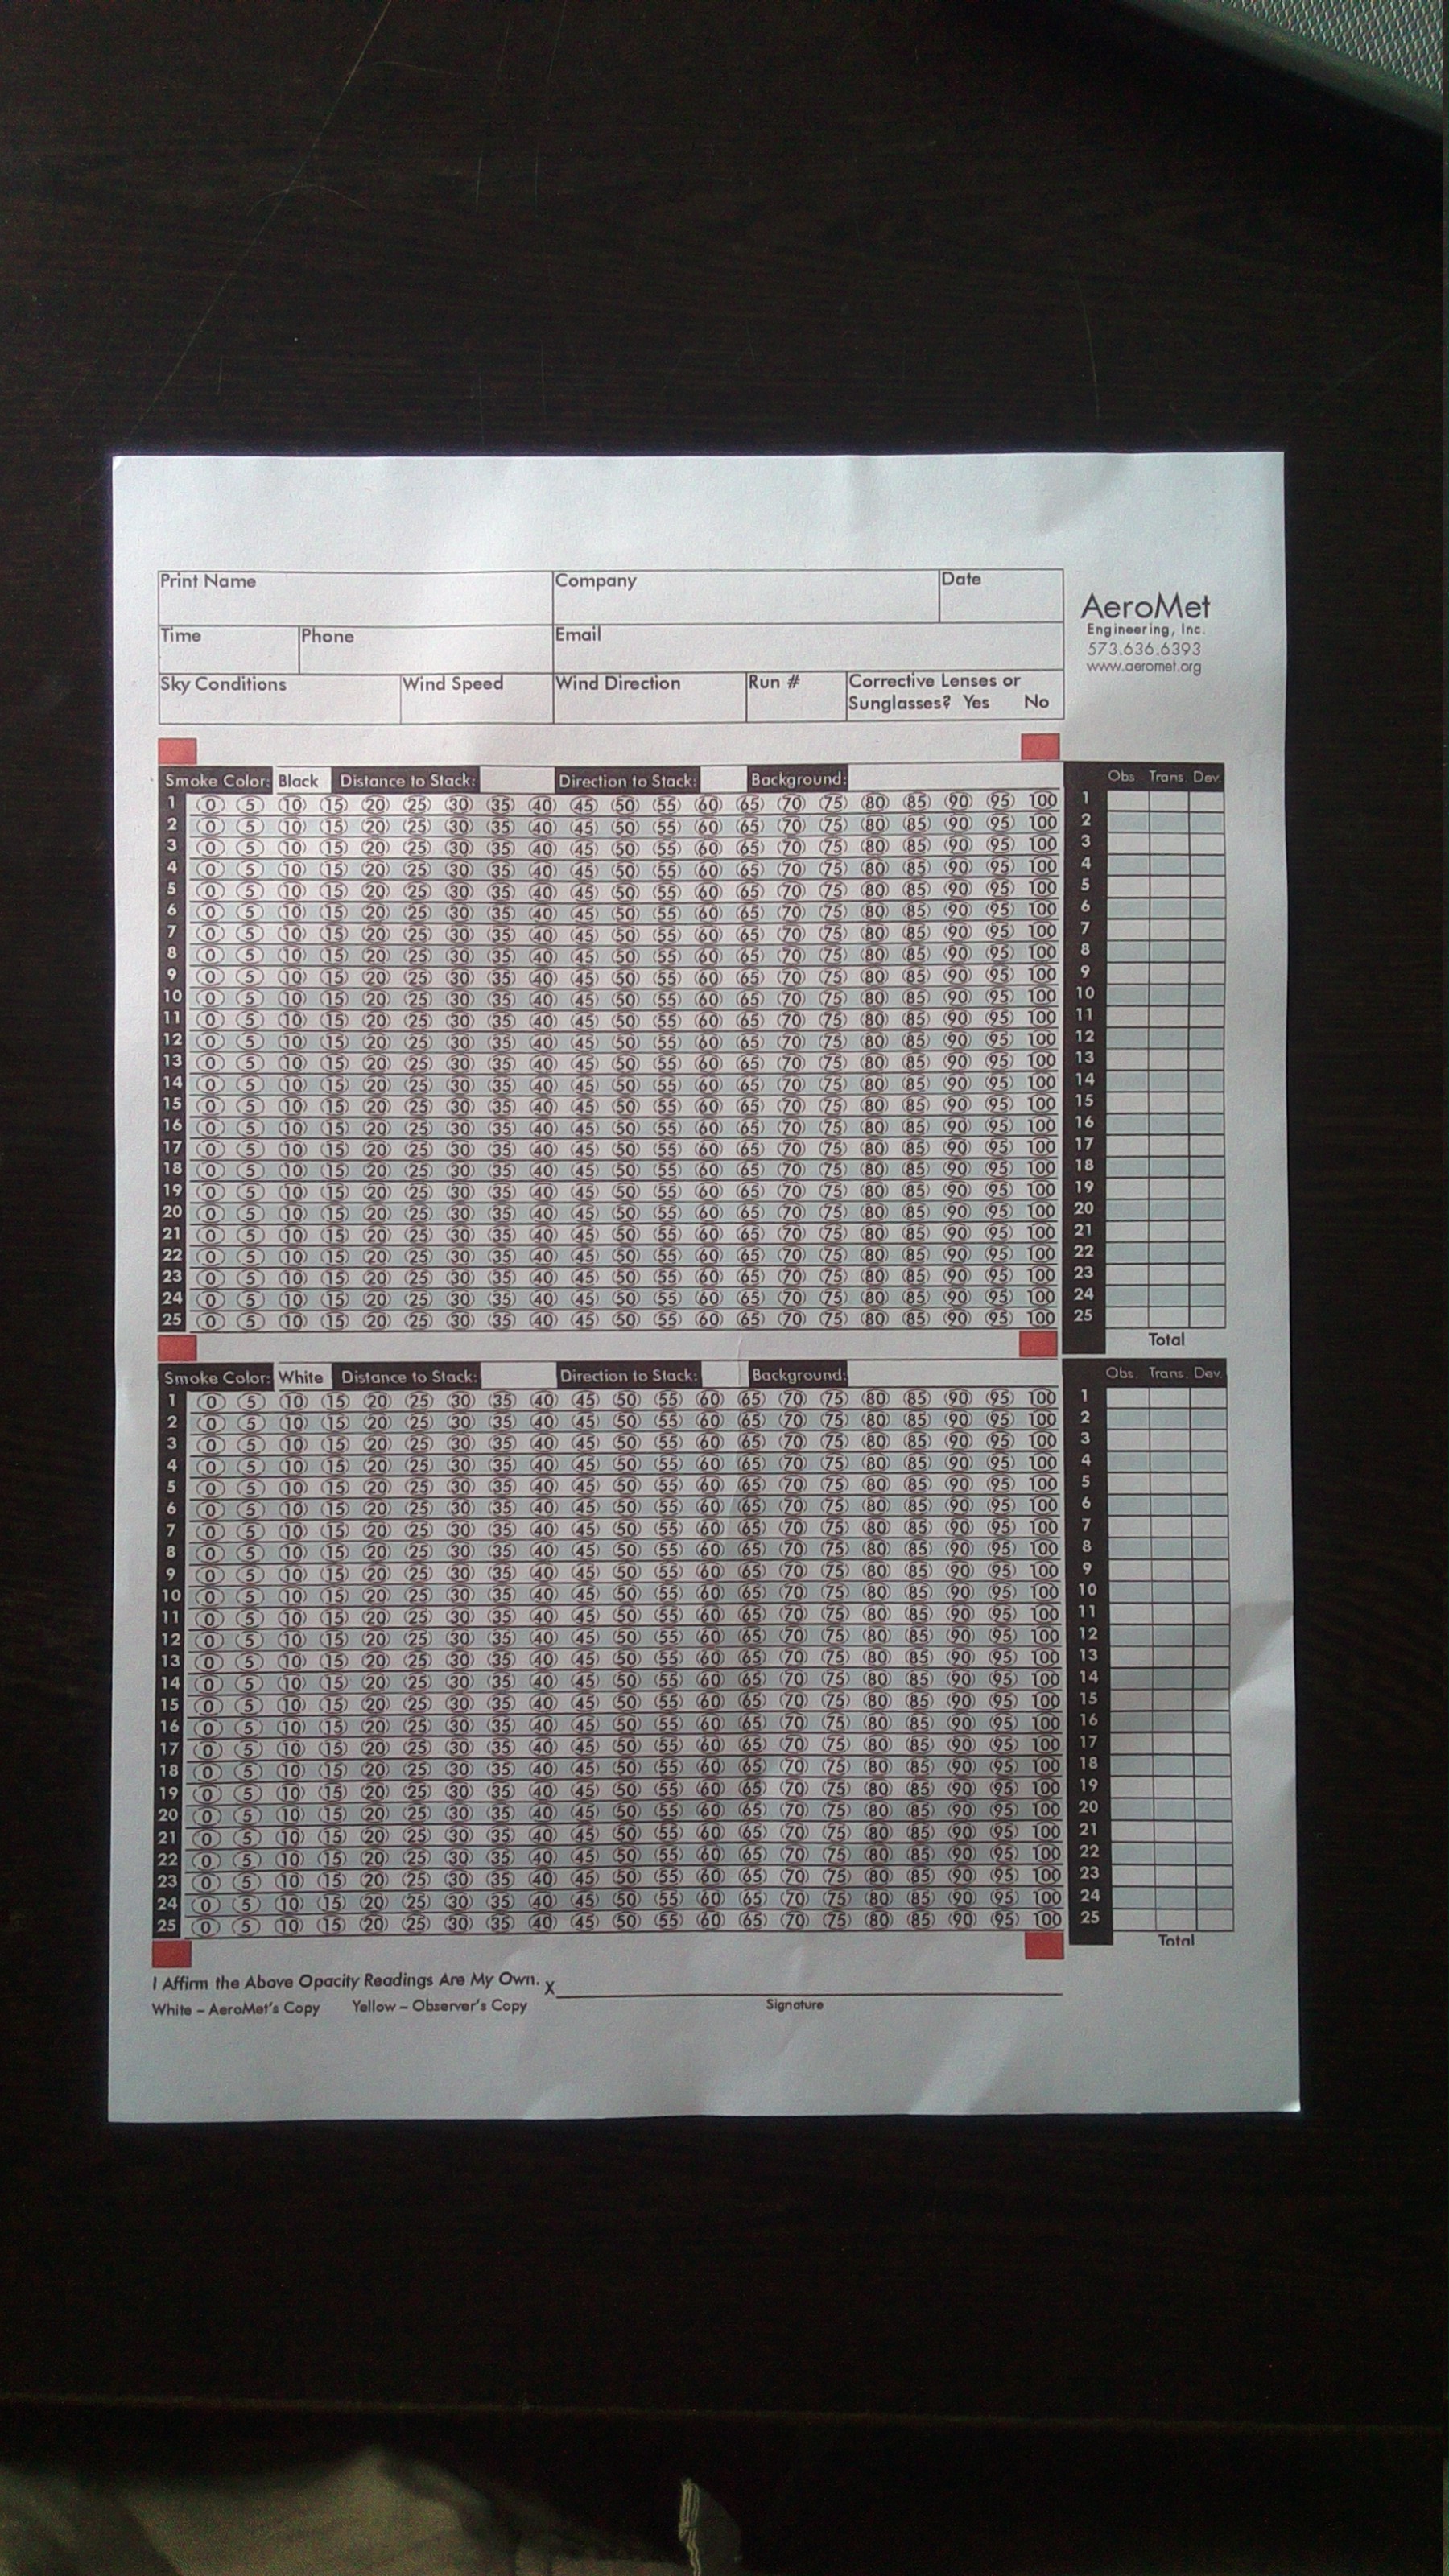 Print Name Company Date
AeroMet
Engineering, Inc.
573.636.6393
www.aeromet.org
Time Phone Email
Sky Conditions Wind Speed Wind Direction Run # Corrective Lenses or
Sunglasses? Yes No
Smoke Color: Black Distance to Stack: Direction to Stack: Background: Obs. Trans. Dev.
1 0 5 10 15 20 25 30 35 40 45 50 55 60 65 70 75 80 85 90 95 100 1
2 0 5 10 15 20 25 30 35 40 45 50 55 60 65 70 75 80 85 90 95 100 2
3 0 5 10 15 20 25 30 35 40 45 50 55 60 65 70 75 80 85 90 95 100 3
4 0 5 10 15 20 25 30 35 40 45 50 55 60 65 70 75 80 85 90 95 100 4
5 0 5 10 15 20 25 30 35 40 45 50 55 60 65 70 75 80 85 90 95 100 5
6 0 5 10 15 20 25 30 35 40 45 50 55 60 65 70 75 80 85 90 95 100 6
7 0 5 10 15 20 25 30 35 40 45 50 55 60 65 70 75 80 85 90 95 100 7
8 0 5 10 15 20 25 30 35 40 45 50 55 60 65 70 75 80 85 90 95 100 8
9 0 5 10 15 20 25 30 35 40 45 50 55 60 65 70 75 80 85 90 95 100 9
10 0 5 10 15 20 25 30 35 40 45 50 55 60 65 70 75 80 85 90 95 100 10
11 0 5 10 15 20 25 30 35 40 45 50 55 60 65 70 75 80 85 90 95 100 11
12 0 5 10 15 20 25 30 35 40 45 50 55 60 65 70 75 80 85 90 95 100 12
13 0 5 10 15 20 25 30 35 40 45 50 55 60 65 70 75 80 85 90 95 100 13
14 0 5 10 15 20 25 30 35 40 45 50 55 60 65 70 75 80 85 90 95 100 14
15 0 5 10 15 20 25 30 35 40 45 50 55 60 65 70 75 80 85 90 95 100 15
16 0 5 10 15 20 25 30 35 40 45 50 55 60 65 70 75 80 85 90 95 100 16
17 0 5 10 15 20 25 30 35 40 45 50 55 60 65 70 75 80 85 90 95 100 17
18 0 5 10 15 20 25 30 35 40 45 50 55 60 65 70 75 80 85 90 95 100 18
19 0 5 10 15 20 25 30 35 40 45 50 55 60 65 70 75 80 85 90 95 100 19
20 0 5 10 15 20 25 30 35 40 45 50 55 60 65 70 75 80 85 90 95 100 20
21 0 5 10 15 20 25 30 35 40 45 50 55 60 65 70 75 80 85 90 95 100 21
22 0 5 10 15 20 25 30 35 40 45 50 55 60 65 70 75 80 85 90 95 100 22
23 0 5 10 15 20 25 30 35 40 45 50 55 60 65 70 75 80 85 90 95 100 23
24 0 5 10 15 20 25 30 35 40 45 50 55 60 65 70 75 80 85 90 95 100 24
25 0 5 10 15 20 25 30 35 40 45 50 55 60 65 70 75 80 85 90 95 100 25
Total
Smoke Color: White Distance to Stack: Direction to Stack: Background: Obs. Trans. Dev.
1 0 5 10 15 20 25 30 35 40 45 50 55 60 65 70 75 80 85 90 95 100 1
2 0 5 10 15 20 25 30 35 40 45 50 55 60 65 70 75 80 85 90 95 100 2
3 0 5 10 15 20 25 30 35 40 45 50 55 60 65 70 75 80 85 90 95 100 3
4 0 5 10 15 20 25 30 35 40 45 50 55 60 65 70 75 80 85 90 95 100 4
5 0 5 10 15 20 25 30 35 40 45 50 55 60 65 70 75 80 85 90 95 100 5
6 0 5 10 15 20 25 30 35 40 45 50 55 60 65 70 75 80 85 90 95 100 6
7 0 5 10 15 20 25 30 35 40 45 50 55 60 65 70 75 80 85 90 95 100 7
8 0 5 10 15 20 25 30 35 40 45 50 55 60 65 70 75 80 85 90 95 100 8
9 0 5 10 15 20 25 30 35 40 45 50 55 60 65 70 75 80 85 90 95 100 9
10 0 5 10 15 20 25 30 35 40 45 50 55 60 65 70 75 80 85 90 95 100 10
11 0 5 10 15 20 25 30 35 40 45 50 55 60 65 70 75 80 85 90 95 100 11
12 0 5 10 15 20 25 30 35 40 45 50 55 60 65 70 75 80 85 90 95 100 12
13 0 5 10 15 20 25 30 35 40 45 50 55 60 65 70 75 80 85 90 95 100 13
14 0 5 10 15 20 25 30 35 40 45 50 55 60 65 70 75 80 85 90 95 100 14
15 0 5 10 15 20 25 30 35 40 45 50 55 60 65 70 75 80 85 90 95 100 15
16 0 5 10 15 20 25 30 35 40 45 50 55 60 65 70 75 80 85 90 95 100 16
17 0 5 10 15 20 25 30 35 40 45 50 55 60 65 70 75 80 85 90 95 100 17
18 0 5 10 15 20 25 30 35 40 45 50 55 60 65 70 75 80 85 90 95 100 18
19 0 5 10 15 20 25 30 35 40 45 50 55 60 65 70 75 80 85 90 95 100 19
20 0 5 10 15 20 25 30 35 40 45 50 55 60 65 70 75 80 85 90 95 100 20
21 0 5 10 15 20 25 30 35 40 45 50 55 60 65 70 75 80 85 90 95 100 21
22 0 5 10 15 20 25 30 35 40 45 50 55 60 65 70 75 80 85 90 95 100 22
23 0 5 10 15 20 25 30 35 40 45 50 55 60 65 70 75 80 85 90 95 100 23
24 0 5 10 15 20 25 30 35 40 45 50 55 60 65 70 75 80 85 90 95 100 24
25 0 5 10 15 20 25 30 35 40 45 50 55 60 65 70 75 80 85 90 95 100 25
Total
I Affirm the Above Opacity Readings Are My Own. X
White – AeroMet's Copy Yellow – Observer's Copy Signature